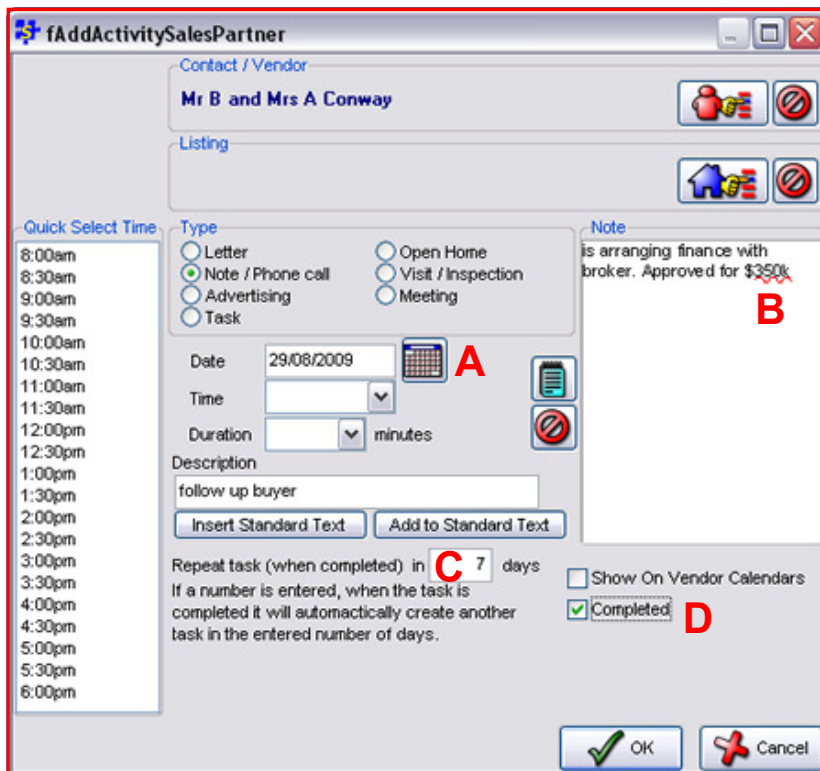 fAddActivitySalesPartner
Contact / Vendor
Mr B and Mrs A Conway
Listing
Quick Select Time
8:00am
8:30am
9:00am
9:30am
10:00am
10:30am
11:00am
11:30am
12:00pm
12:30pm
1:00pm
1:30pm
2:00pm
2:30pm
3:00pm
3:30pm
4:00pm
4:30pm
5:00pm
5:30pm
6:00pm
Type
Letter
Open Home
Note / Phone call
Visit / Inspection
Advertising
Meeting
Task
Note
is arranging finance with
broker. Approved for $350k
B
Date 29/08/2009 A
Time
Duration minutes
Description
follow up buyer
Insert Standard Text Add to Standard Text
Repeat task (when completed) in C 7 days
If a number is entered, when the task is
completed it will automactically create another
task in the entered number of days.
Show On Vendor Calendars
Completed D
OK Cancel